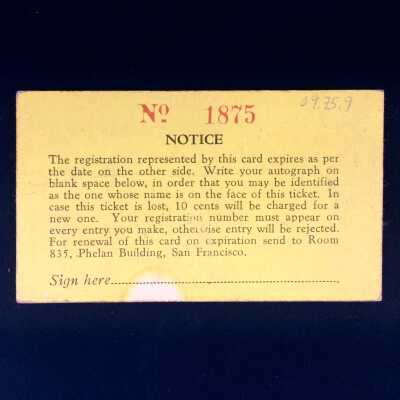 Nº 1875
09.75.9
NOTICE
The registration represented by this card expires as per
the date on the other side. Write your autograph on
blank space below, in order that you may be identified
as the one whose name is on the face of this ticket. In
case this ticket is lost, 10 cents will be charged for a
new one. Your registration number must appear on
every entry you make, otherwise entry will be rejected.
For renewal of this card on expiration send to Room
835, Phelan Building, San Francisco.
Sign here